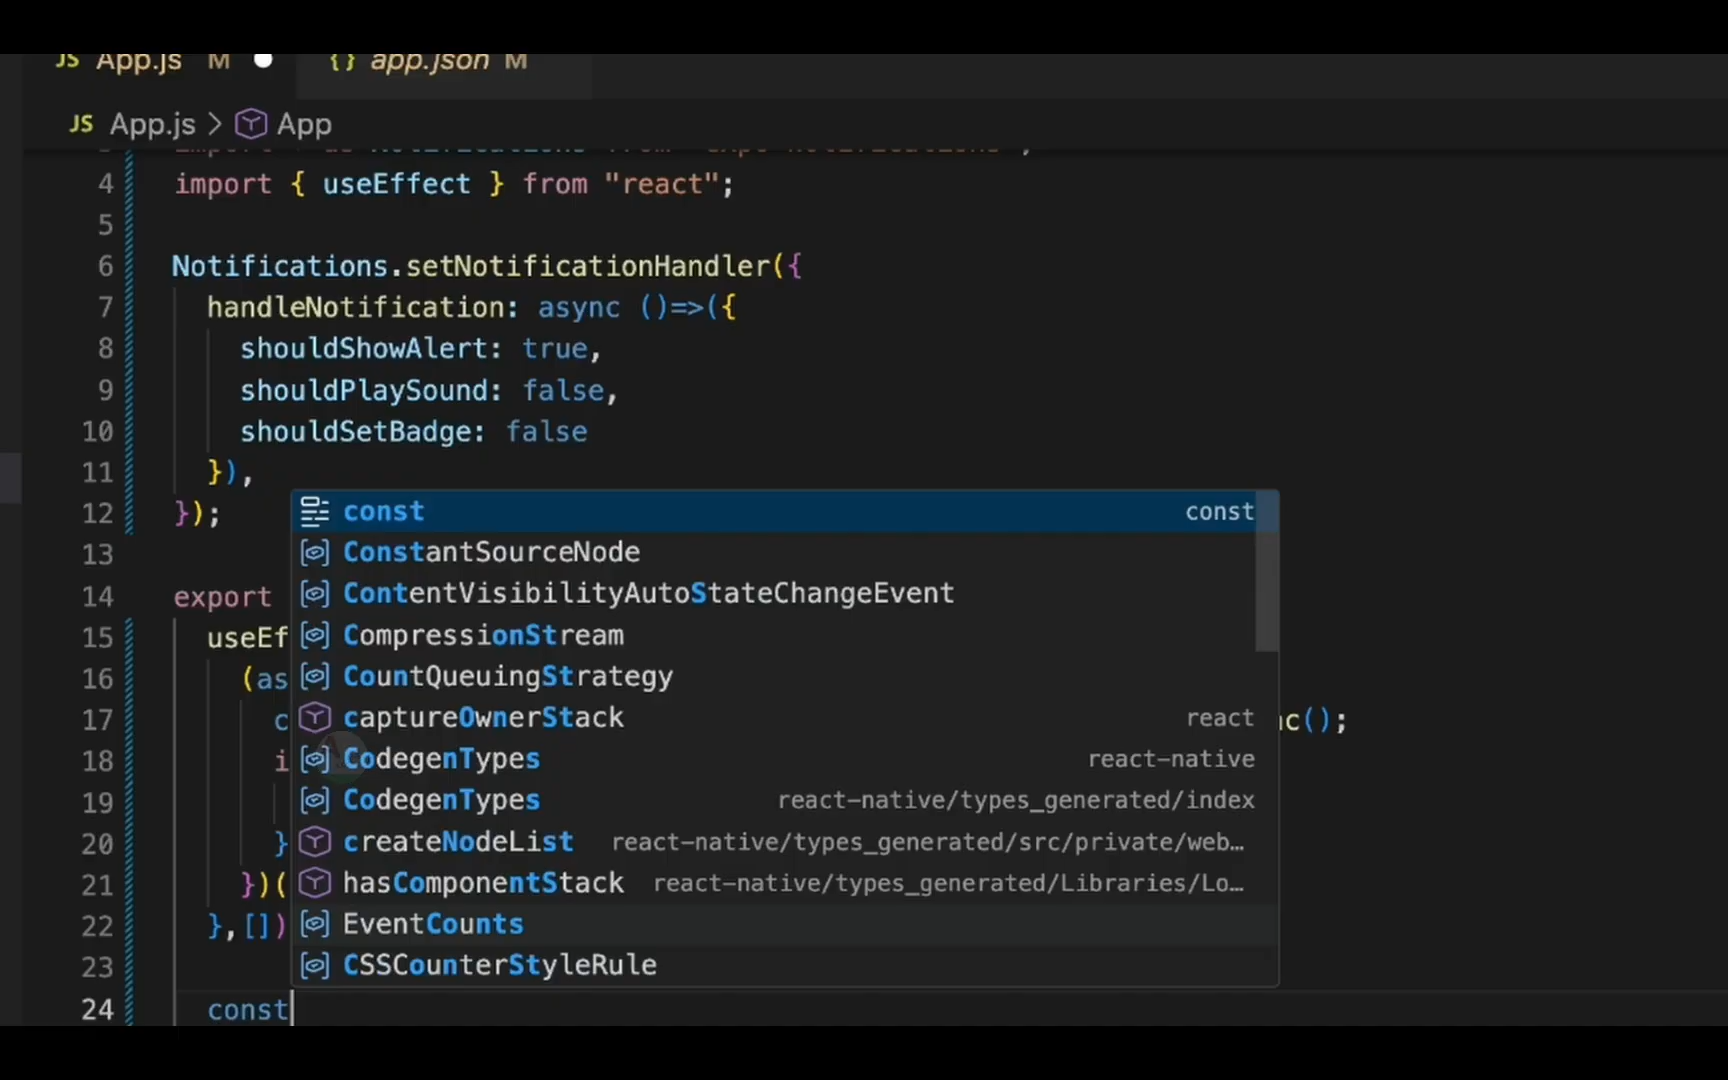 JS App.js M ● {} app.json M
JS App.js > App
4 import { useEffect } from "react";
5
6 Notifications.setNotificationHandler({
7 handleNotification: async ()=>({
8 shouldShowAlert: true,
9 shouldPlaySound: false,
10 shouldSetBadge: false
11 }),
12 });
const const
ConstantSourceNode
13
ContentVisibilityAutoStateChangeEvent
14 export
CompressionStream
15 useEf
CountQueuingStrategy
16 (as
captureOwnerStack react
17 c nc();
CodegenTypes react-native
18 i
CodegenTypes react-native/types_generated/index
19
createNodeList react-native/types_generated/src/private/web…
20 }
hasComponentStack react-native/types_generated/Libraries/Lo…
21 })(
EventCounts
22 },[])
CSSCounterStyleRule
23
24 const